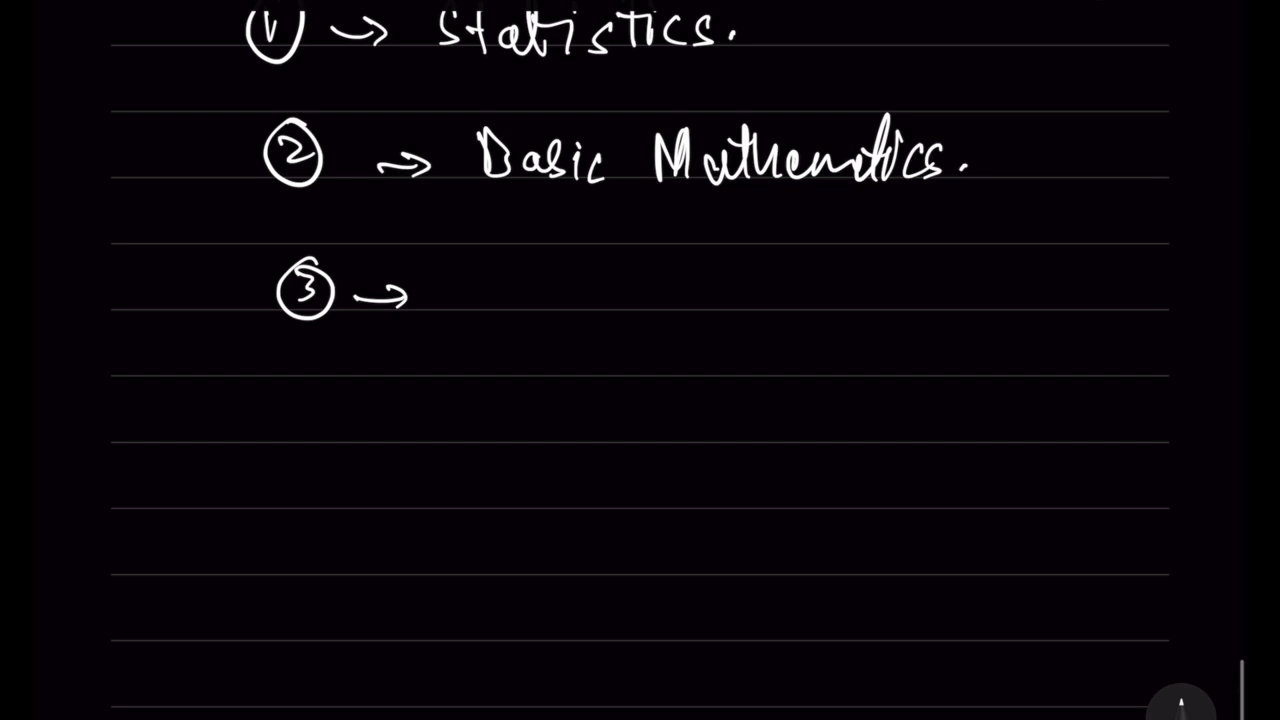 ① → Statistics.
② → Basic Mathematics.
③ →